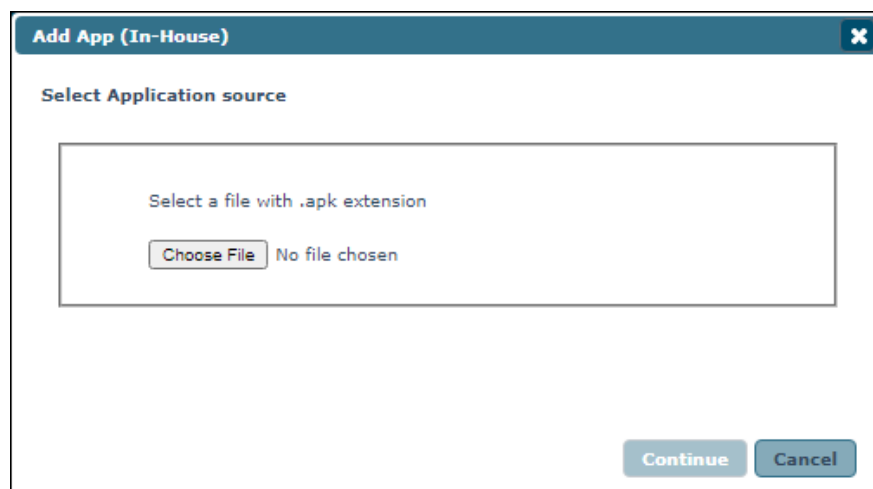 Add App (In-House)
Select Application source
Select a file with .apk extension
Choose File No file chosen
Continue Cancel